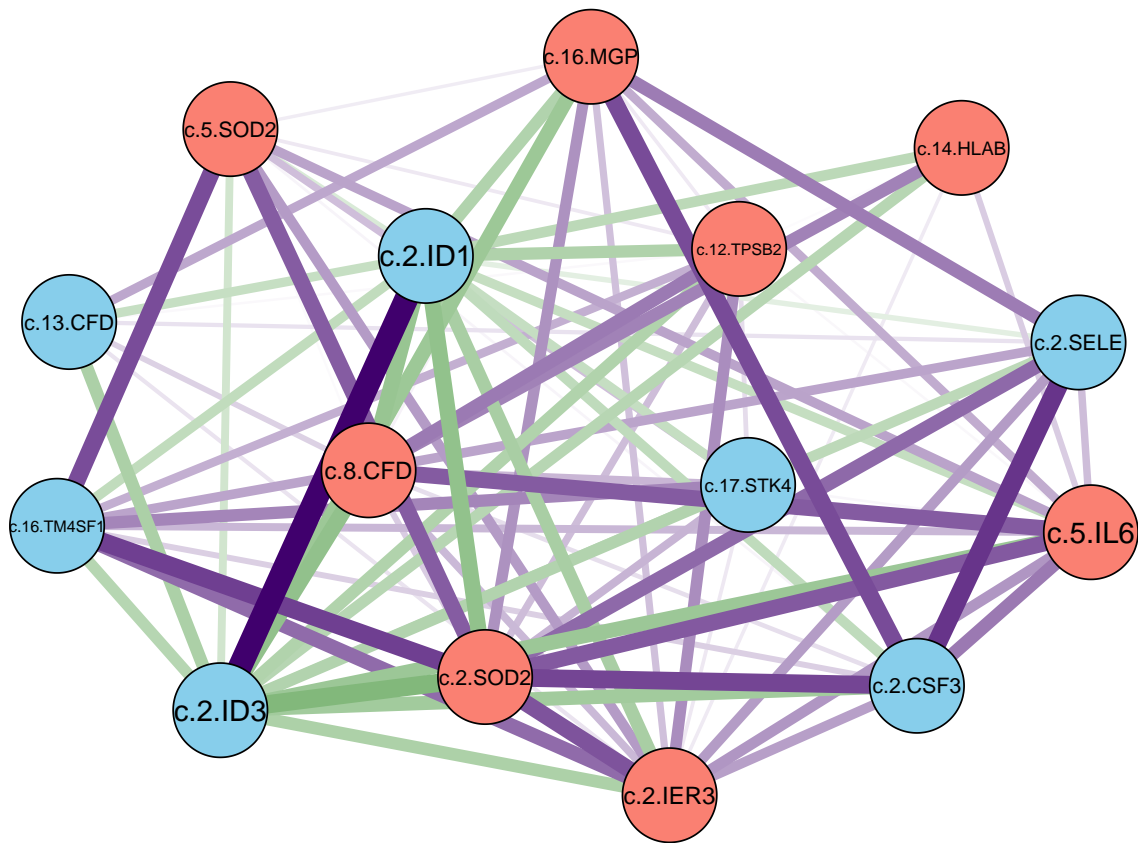 c.16.MGP
c.5.SOD2
c.14.HLAB
c.2.ID1
c.12.TPSB2
c.13.CFD
c.2.SELE
c.8.CFD
c.17.STK4
c.16.TM4SF1
c.5.IL6
c.2.SOD2
c.2.CSF3
c.2.ID3
c.2.IER3